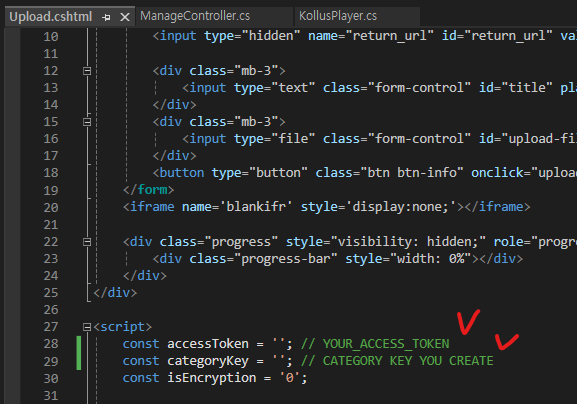 Upload.cshtml ManageController.cs KollusPlayer.cs
10 <input type="hidden" name="return_url" id="return_url" val
11
12 <div class="mb-3">
13 <input type="text" class="form-control" id="title" pla
14 </div>
15 <div class="mb-3">
16 <input type="file" class="form-control" id="upload-fi
17 </div>
18 <button type="button" class="btn btn-info" onclick="upload
19 </form>
20 <iframe name='blankifr' style='display:none;'></iframe>
21
22 <div class="progress" style="visibility: hidden;" role="progr
23 <div class="progress-bar" style="width: 0%"></div>
24 </div>
25 </div>
26
27 <script>
28 const accessToken = ''; // YOUR_ACCESS_TOKEN
29 const categoryKey = ''; // CATEGORY KEY YOU CREATE
30 const isEncryption = '0';
31